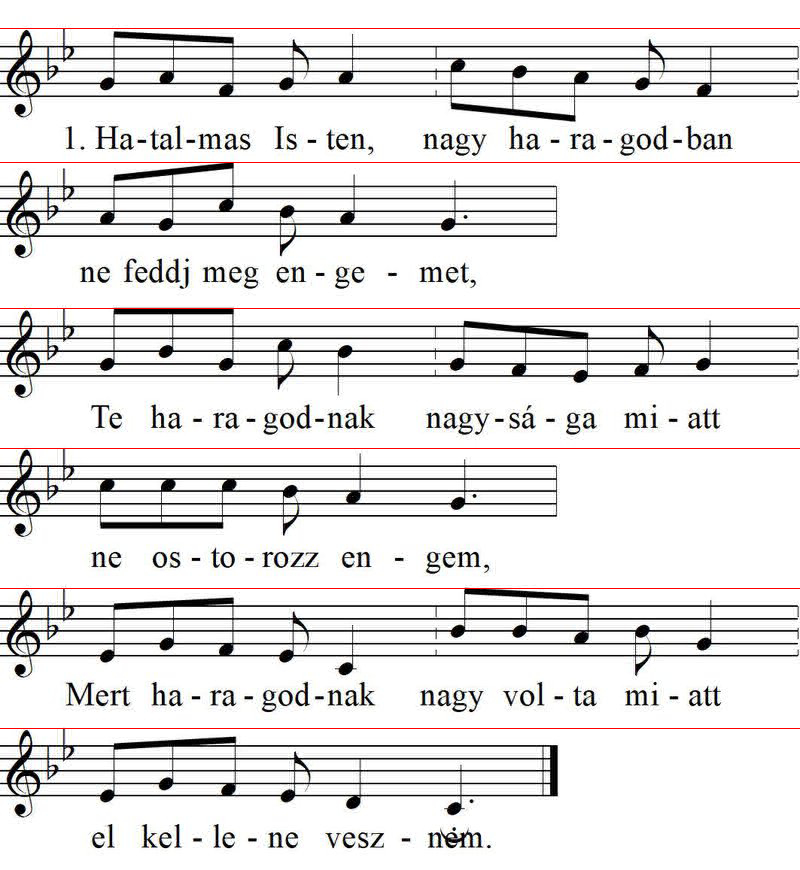 1. Ha-tal-mas Is - ten, nagy ha - ra - god - ban
ne feddj meg en - ge - met,
Te ha - ra - god - nak nagy - sá - ga mi - att
ne os - to - rozz en - gem,
Mert ha - ra - god - nak nagy vol - ta mi - att
el kel - le - ne vesz - nem.